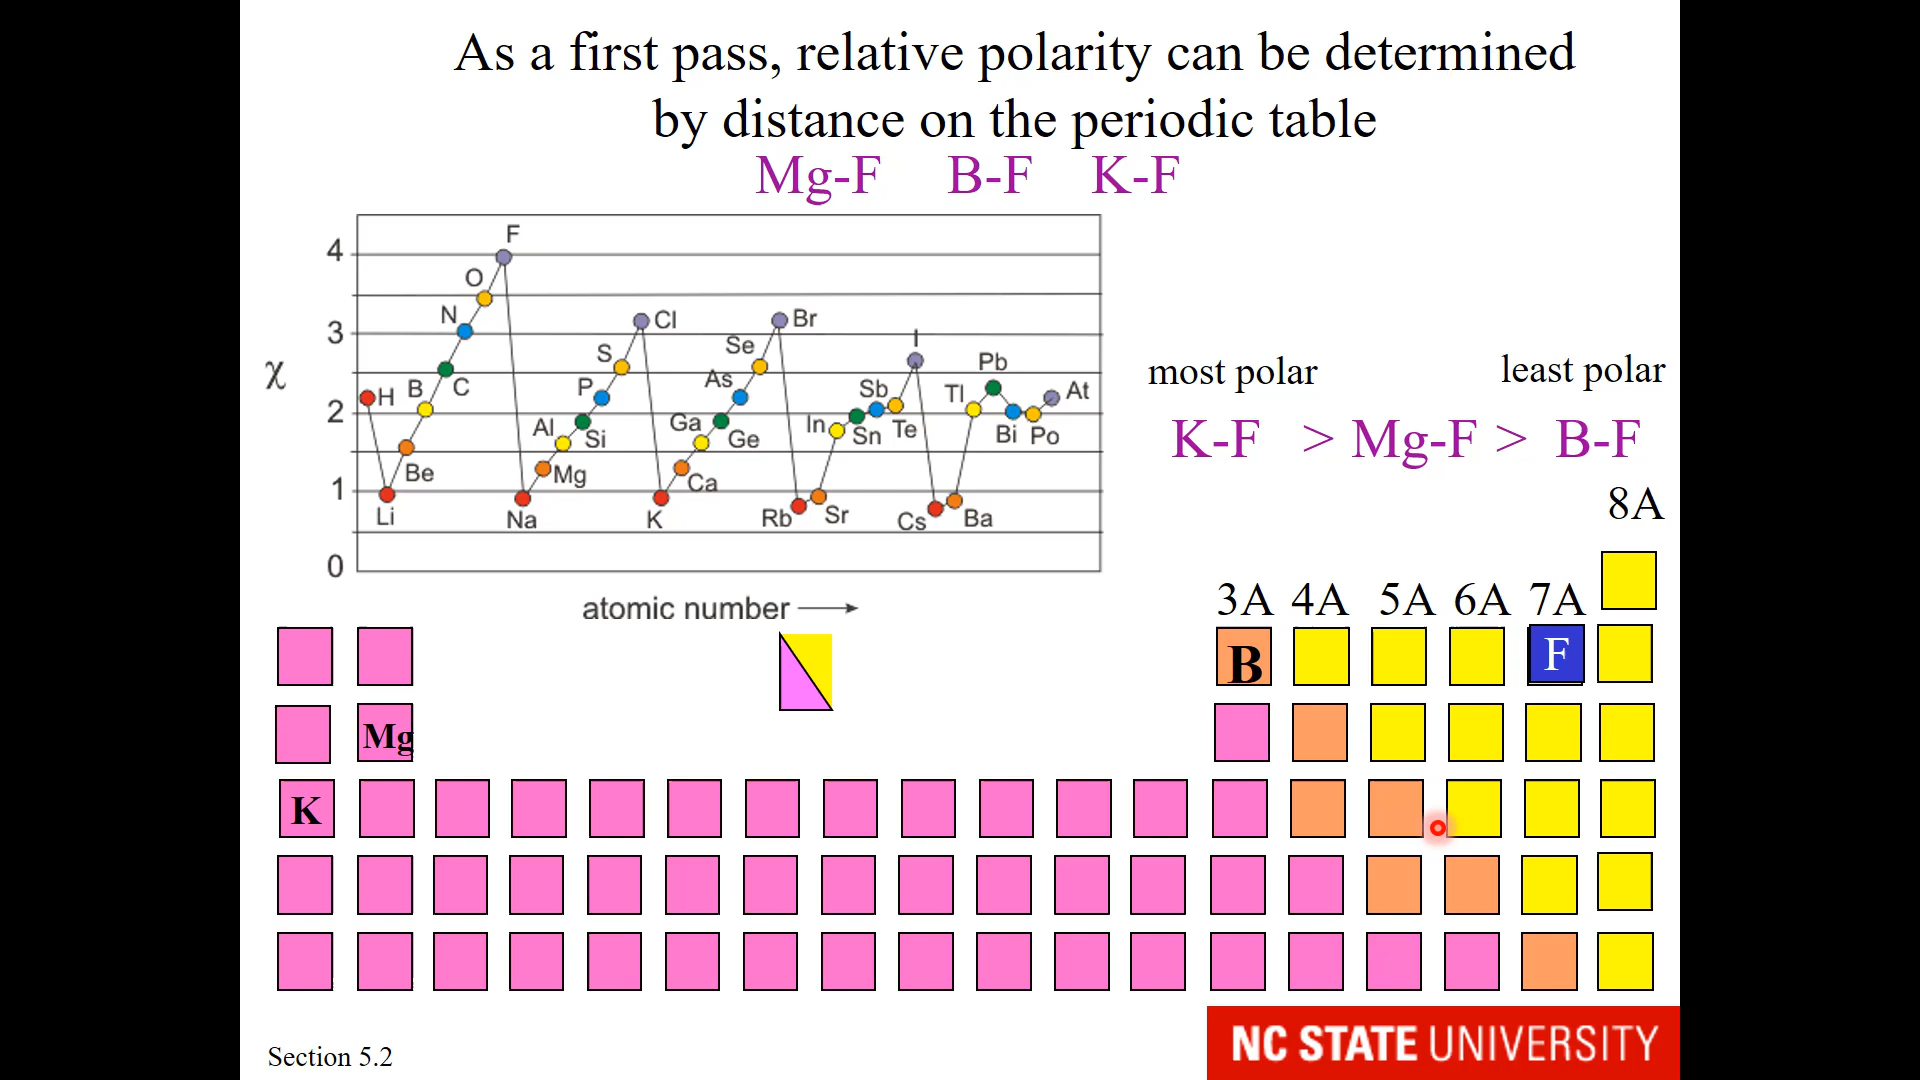 As a first pass, relative polarity can be determined
by distance on the periodic table
Mg-F B-F K-F
F
4
O
N
3
Cl
Br
Se
I
S
χ
H
B
C
P
As
Pb
Sb
Tl
At
2
Al
Si
Ga
Ge
In
Sn
Te
Bi
Po
Be
Mg
Ca
1
Li
Na
K
Rb
Sr
Cs
Ba
0
atomic number
most polar least polar
K-F > Mg-F > B-F
8A
3A 4A 5A 6A 7A
B F
Mg
K
Section 5.2
NC STATE UNIVERSITY